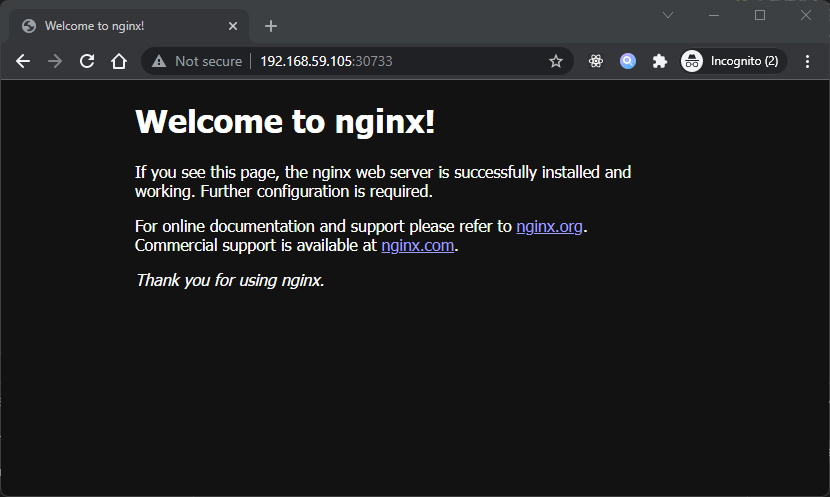 Welcome to nginx!
Not secure
192.168.59.105:30733
Incognito (2)
Welcome to nginx!
If you see this page, the nginx web server is successfully installed and
working. Further configuration is required.
For online documentation and support please refer to nginx.org.
Commercial support is available at nginx.com.
Thank you for using nginx.